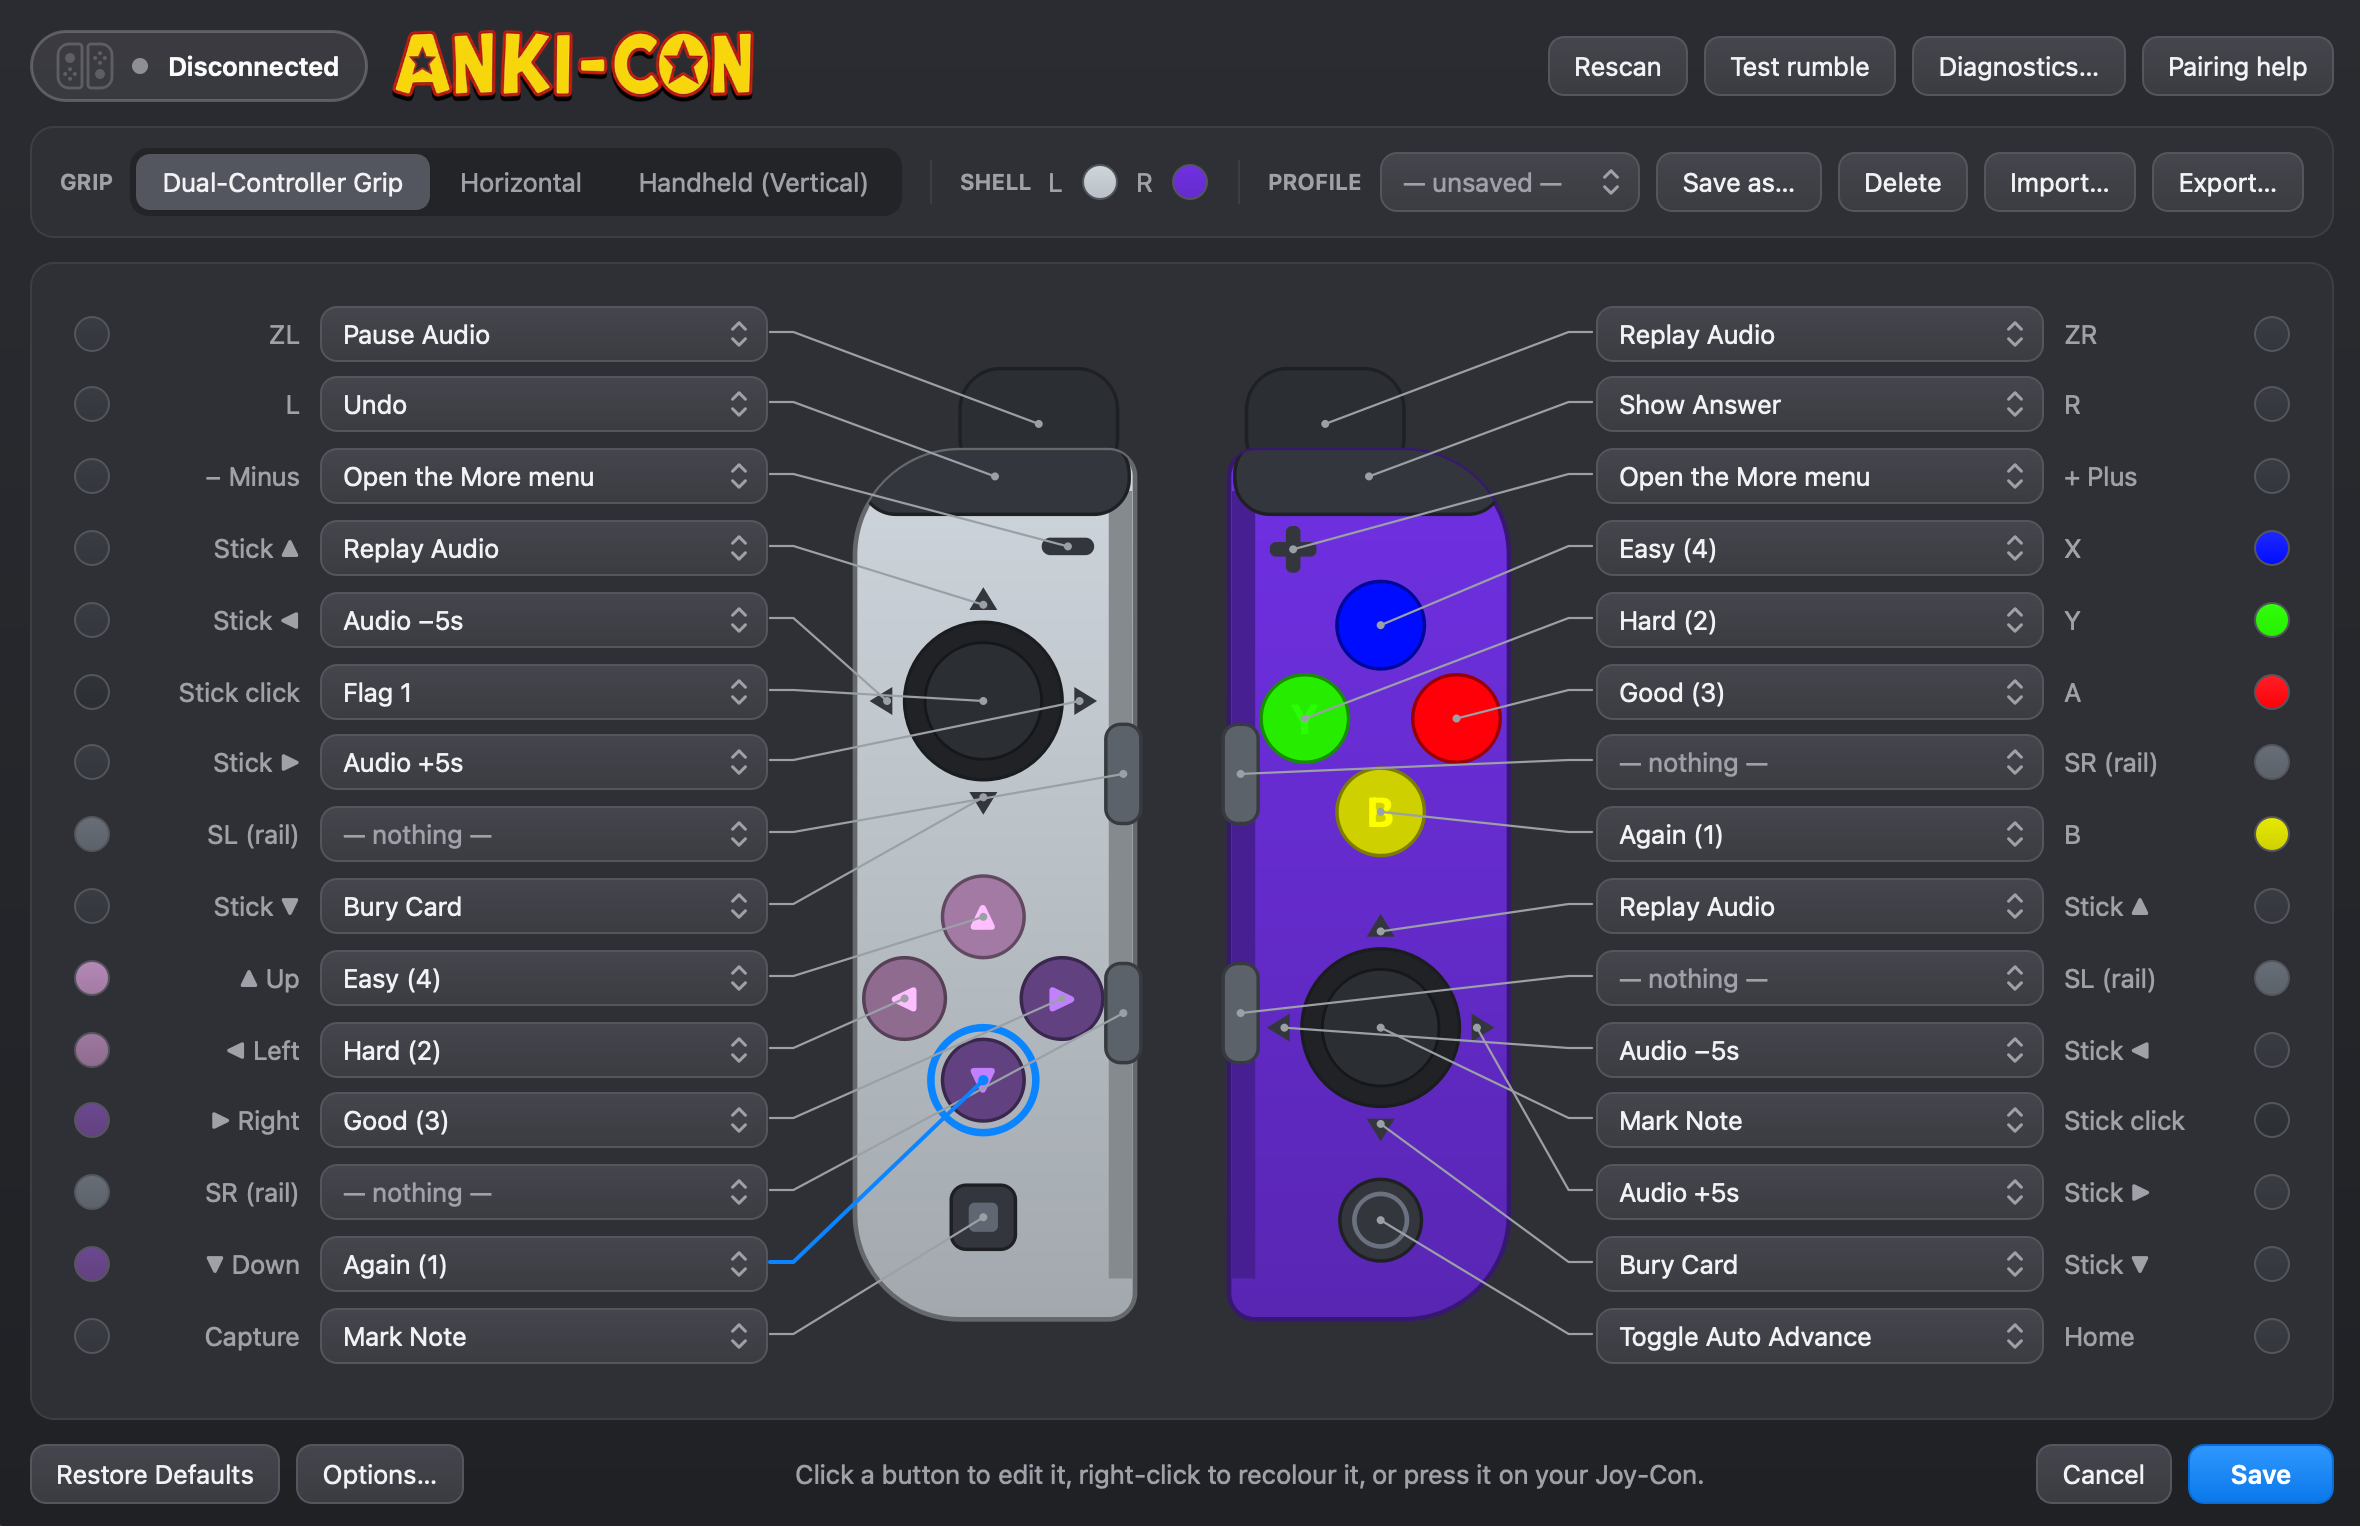 Disconnected
ANKI-CON
Rescan
Test rumble
Diagnostics...
Pairing help
GRIP
Dual-Controller Grip
Horizontal
Handheld (Vertical)
SHELL L R
PROFILE
— unsaved —
Save as...
Delete
Import...
Export...
ZL Pause Audio
L Undo
– Minus Open the More menu
Stick ▲ Replay Audio
Stick ◀ Audio –5s
Stick click Flag 1
Stick ▶ Audio +5s
SL (rail) — nothing —
Stick ▼ Bury Card
▲ Up Easy (4)
◀ Left Hard (2)
▶ Right Good (3)
SR (rail) — nothing —
▼ Down Again (1)
Capture Mark Note
Y
B
Replay Audio ZR
Show Answer R
Open the More menu + Plus
Easy (4) X
Hard (2) Y
Good (3) A
— nothing — SR (rail)
Again (1) B
Replay Audio Stick ▲
— nothing — SL (rail)
Audio –5s Stick ◀
Mark Note Stick click
Audio +5s Stick ▶
Bury Card Stick ▼
Toggle Auto Advance Home
Restore Defaults
Options...
Click a button to edit it, right-click to recolour it, or press it on your Joy-Con.
Cancel
Save